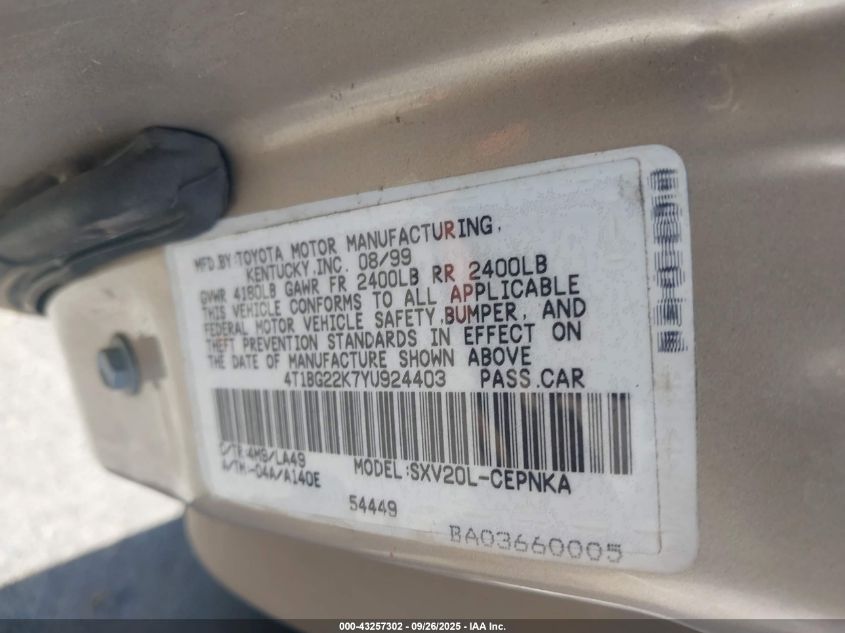 MFD.BY:TOYOTA MOTOR MANUFACTURING,
KENTUCKY,INC. 08/99
GVWR 4180LB GAWR FR 2400LB RR 2400LB
THIS VEHICLE CONFORMS TO ALL APPLICABLE
FEDERAL MOTOR VEHICLE SAFETY,BUMPER, AND
THEFT PREVENTION STANDARDS IN EFFECT ON
THE DATE OF MANUFACTURE SHOWN ABOVE
4T1BG22K7YU924403 PASS.CAR
C/TR:4M9/LA49
A/TM:-04A/A140E
MODEL:SXV20L-CEPNKA
54449
BA03660005
000-43257302 - 09/26/2025 - IAA Inc.